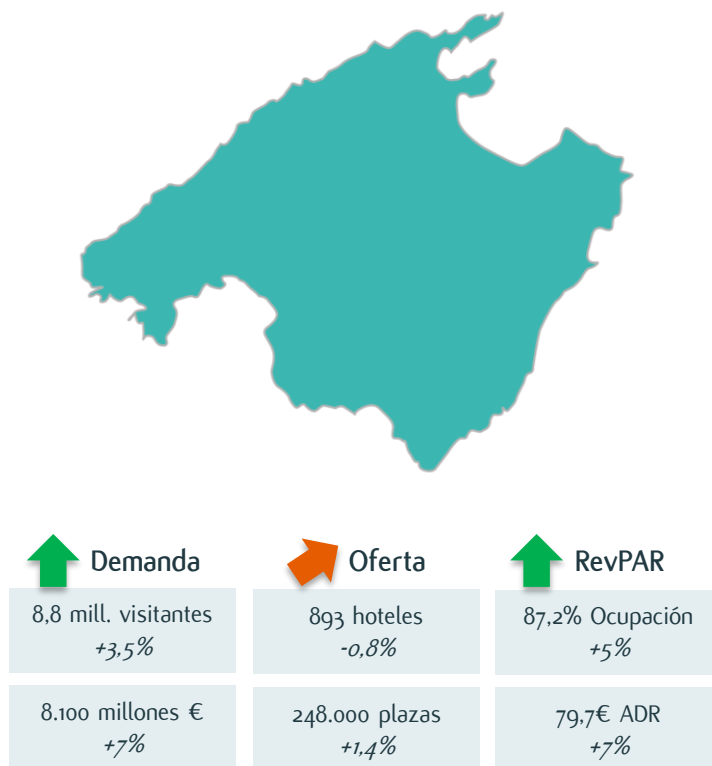 Demanda
8,8 mill. visitantes
+3,5%
8.100 millones €
+7%
Oferta
893 hoteles
-0,8%
248.000 plazas
+1,4%
RevPAR
87,2% Ocupación
+5%
79,7€ ADR
+7%